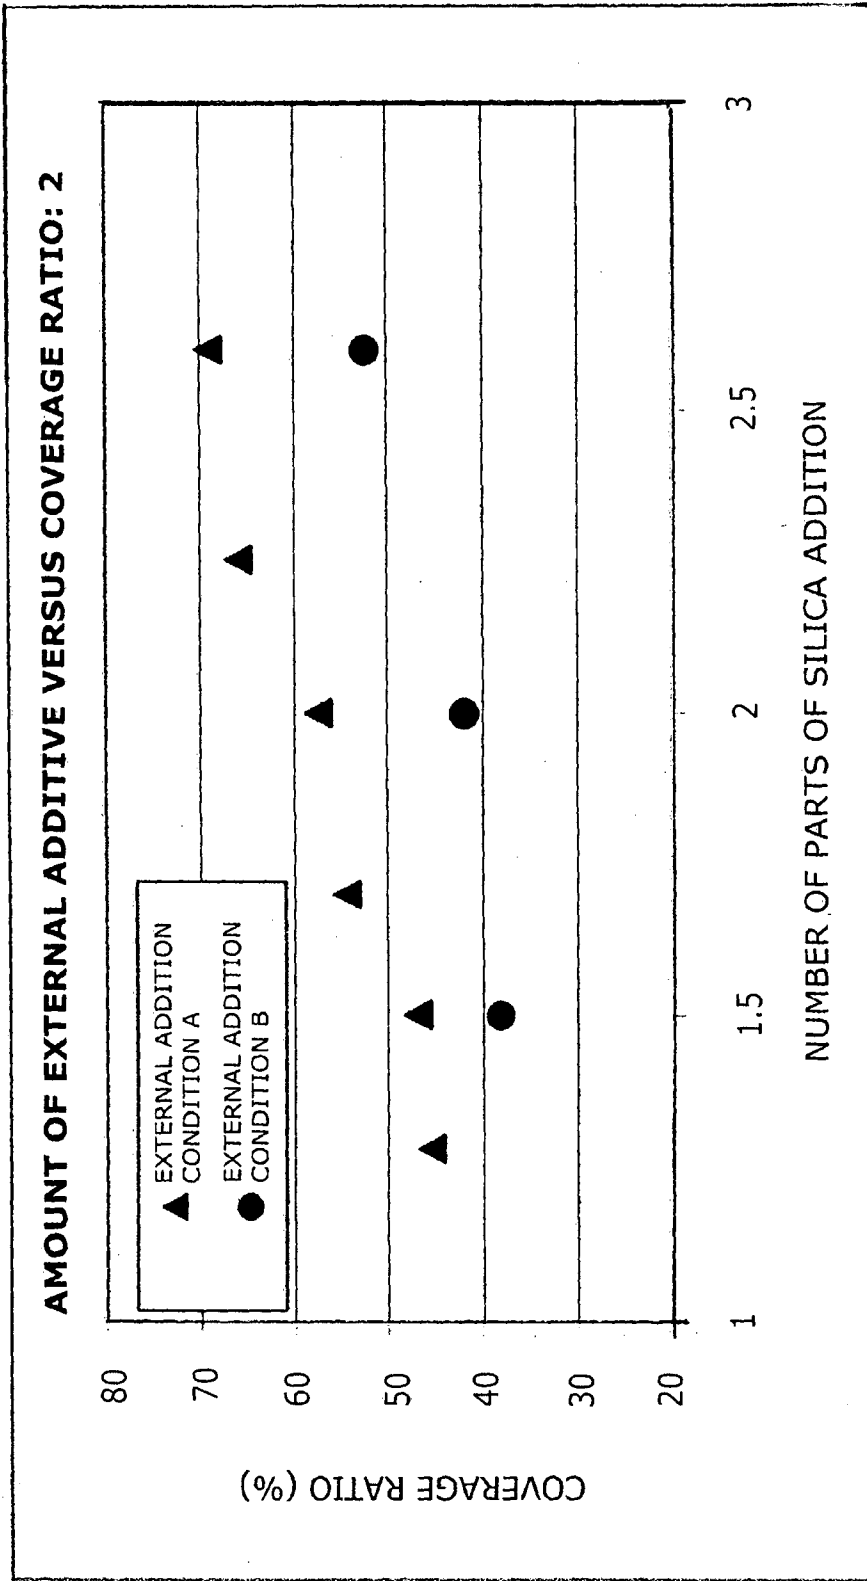 AMOUNT OF EXTERNAL ADDITIVE VERSUS COVERAGE RATIO: 2
COVERAGE RATIO (%)
80
70
60
50
40
30
20
EXTERNAL ADDITION
CONDITION A
EXTERNAL ADDITION
CONDITION B
1
1.5
2
2.5
3
NUMBER OF PARTS OF SILICA ADDITION